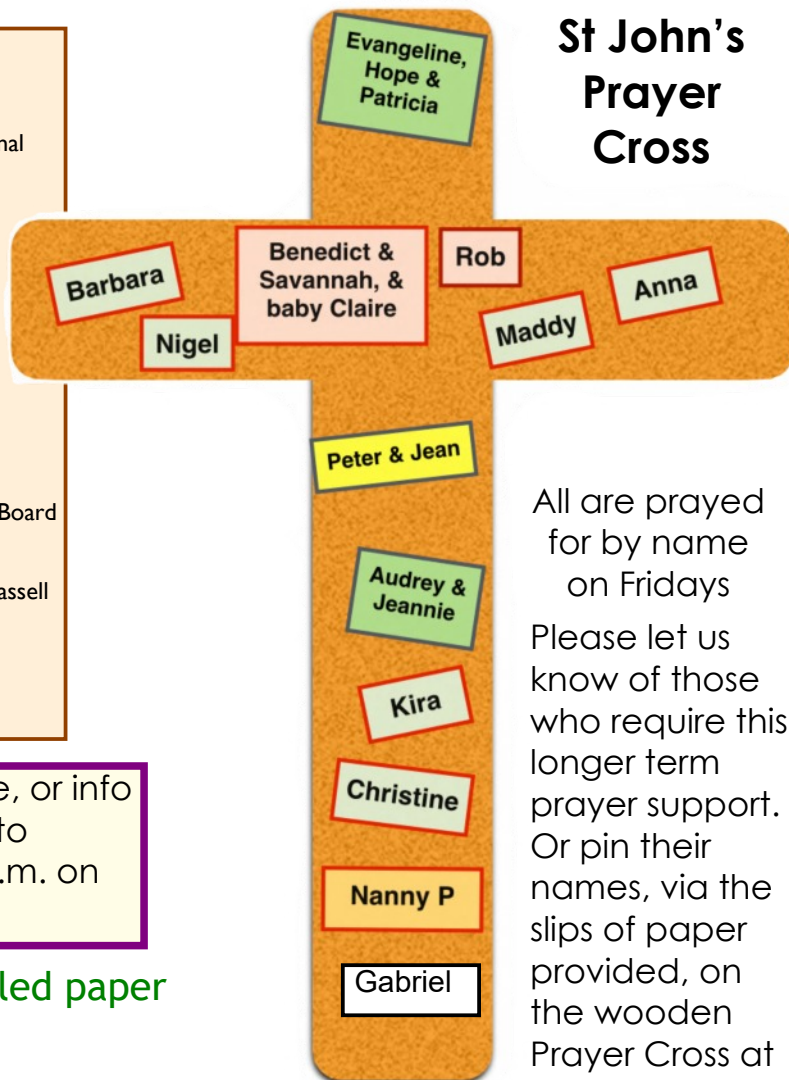 St John’s
Prayer
Cross
Evangeline,
Hope &
Patricia
Barbara
Nigel
Benedict &
Savannah, &
baby Claire
Rob
Maddy
Anna
Peter & Jean
Audrey &
Jeannie
Kira
Christine
Nanny P
Gabriel
All are prayed
for by name
on Fridays
Please let us
know of those
who require this
longer term
prayer support.
Or pin their
names, via the
slips of paper
provided, on
the wooden
Prayer Cross at
Board
or info
to
.m. on
paper